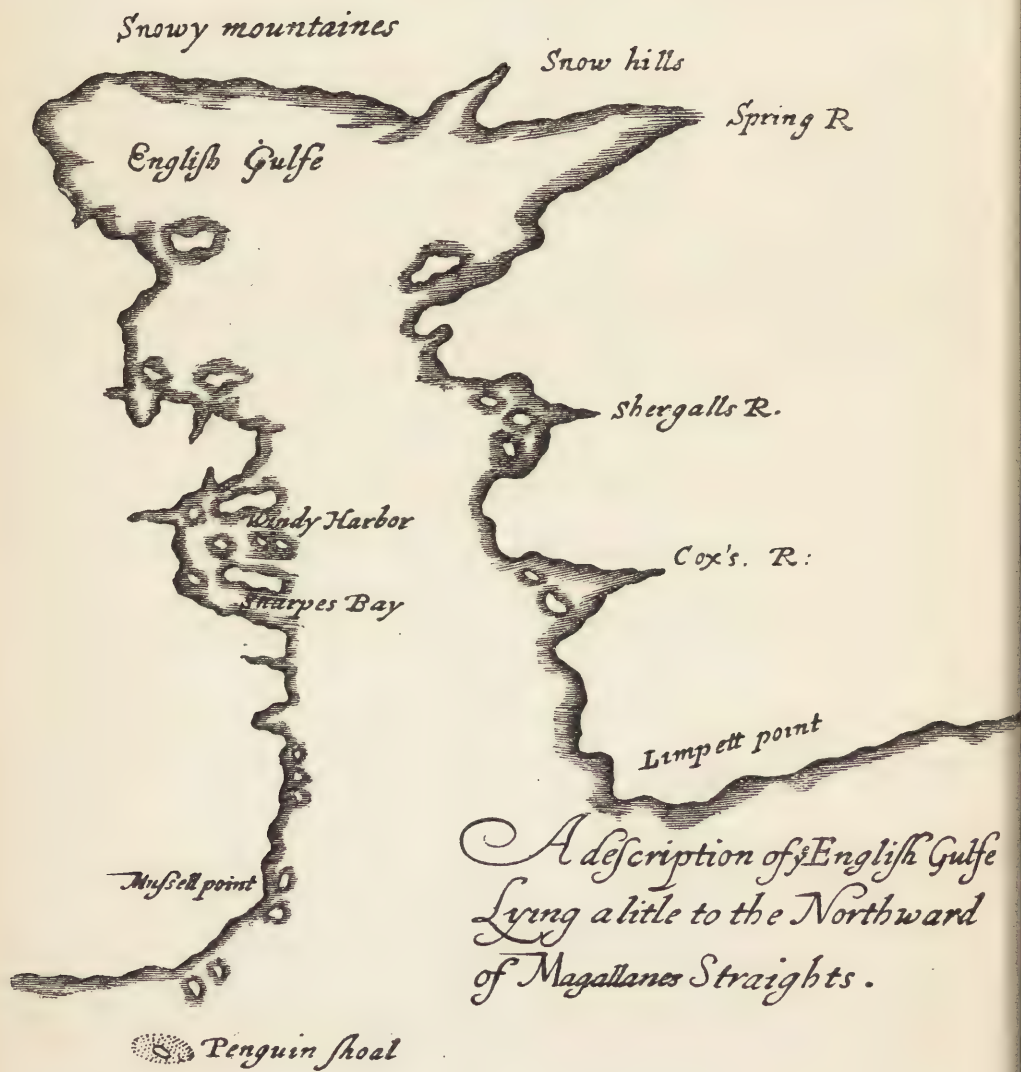 Snowy mountaines
Snow hills
Spring R
Engliſh Gulfe
Shergalls R.
Windy Harbor
Cox's. R:
Sharpes Bay
Limpett point
A deſcription of yᵉ Engliſh Gulfe
Muſsell point
Lying a litle to the Northward
of Magallanes Straights.
Penguin ſhoal